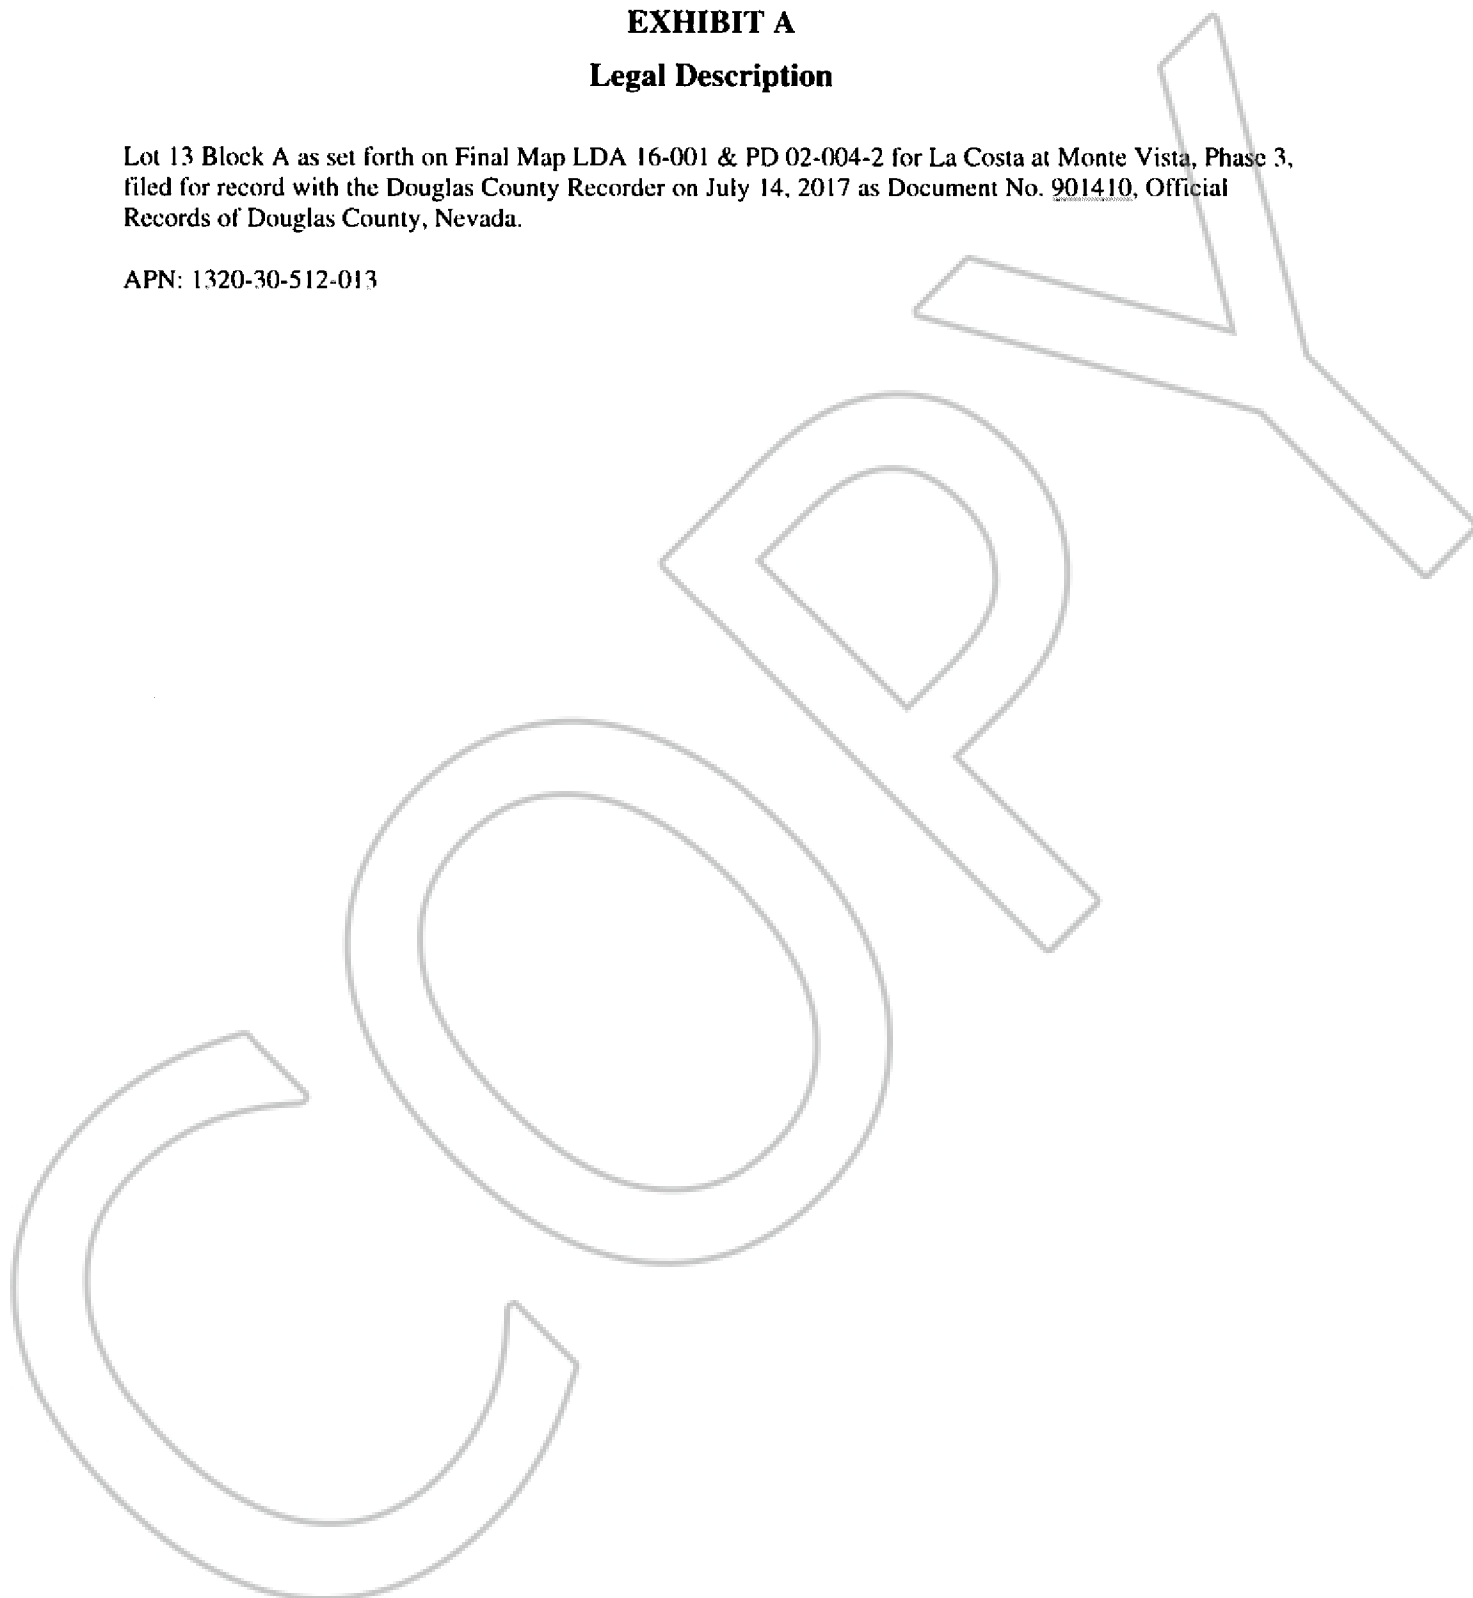 EXHIBIT A
Legal Description
Lot 13 Block A as set forth on Final Map LDA 16-001 & PD 02-004-2 for La Costa at Monte Vista, Phase 3,
filed for record with the Douglas County Recorder on July 14, 2017 as Document No. 901410, Official
Records of Douglas County, Nevada.
APN: 1320-30-512-013
COPY